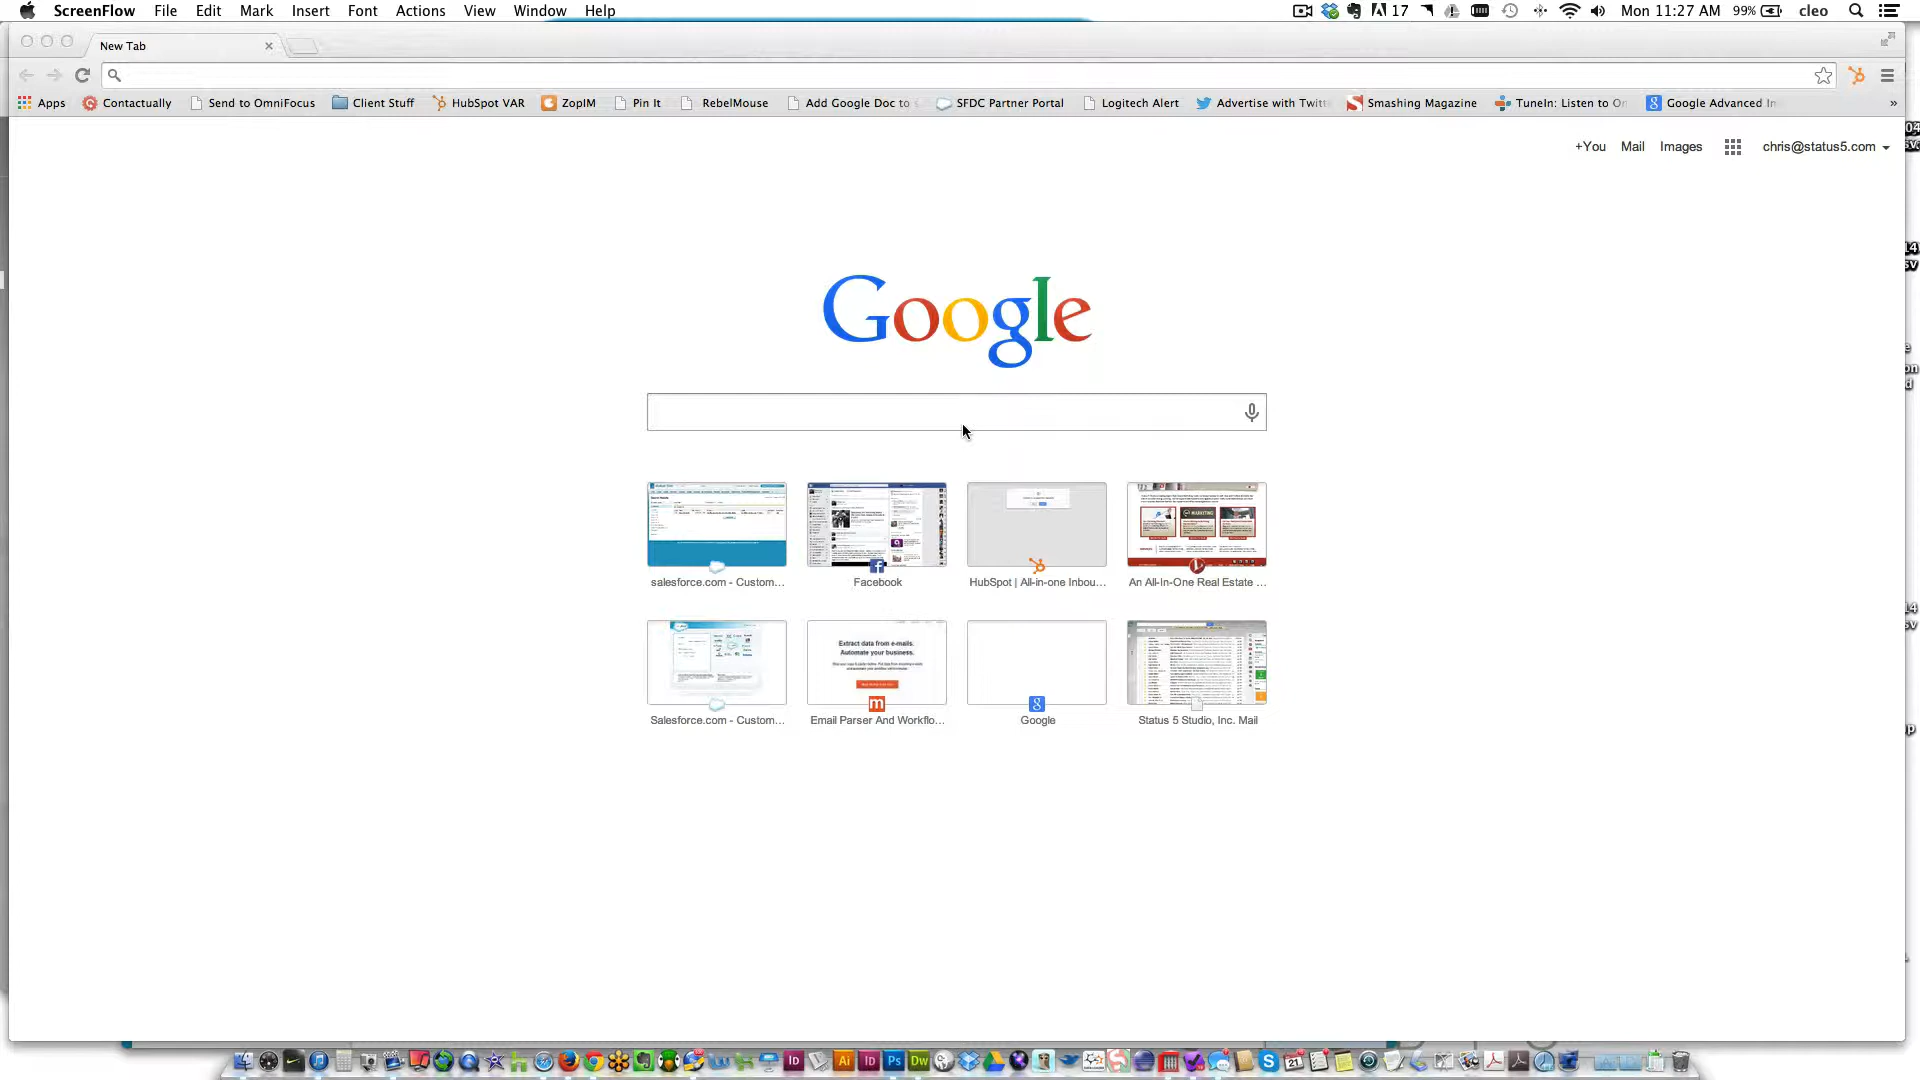 ScreenFlow File Edit Mark Insert Font Actions View Window Help 17 Mon 11:27 AM 99% cleo
New Tab
Apps Contactually Send to OmniFocus Client Stuff HubSpot VAR ZopIM Pin It RebelMouse Add Google Doc to SFDC Partner Portal Logitech Alert Advertise with Twitt Smashing Magazine TuneIn: Listen to On Google Advanced Im »
+You Mail Images chris@status5.com
Google
salesforce.com - Custom... Facebook HubSpot | All-in-one Inbou... An All-In-One Real Estate ...
Extract data from e-mails.
Automate your business.
Salesforce.com - Custom... Email Parser And Workflo... Google Status 5 Studio, Inc. Mail